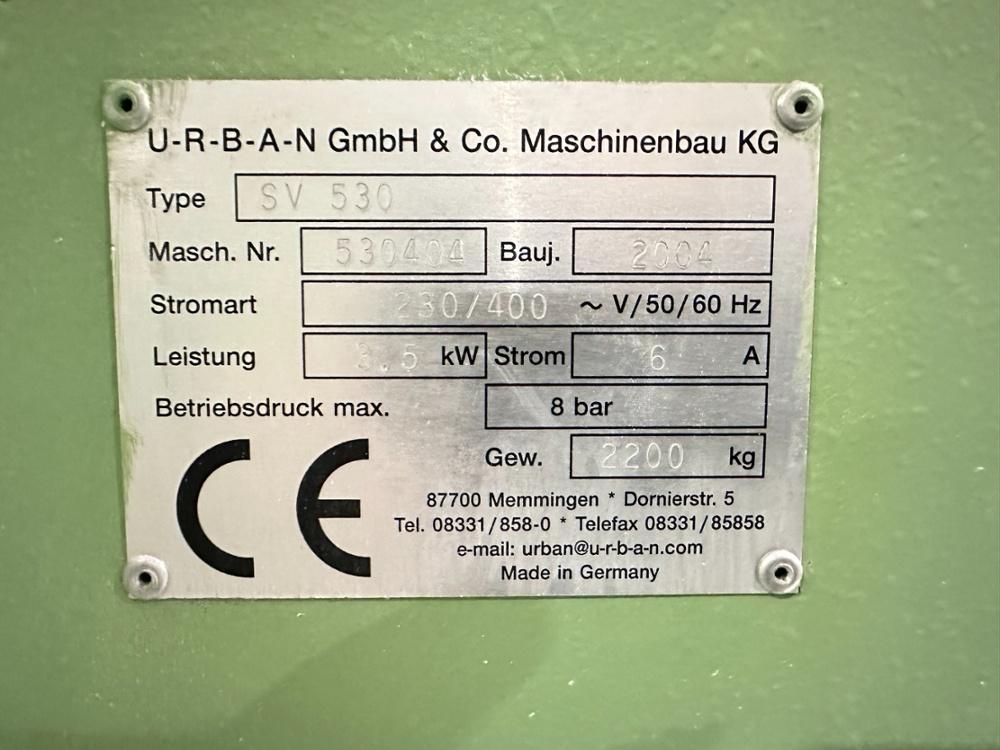 U-R-B-A-N GmbH & Co. Maschinenbau KG
Type SV 530
Masch. Nr. 530404 Bauj. 2004
Stromart 230/400 ~ V/50/60 Hz
Leistung 3.5 kW Strom 6 A
Betriebsdruck max. 8 bar
Gew. 2200 kg
CE
87700 Memmingen * Dornierstr. 5
Tel. 08331/858-0 * Telefax 08331/85858
e-mail: urban@u-r-b-a-n.com
Made in Germany